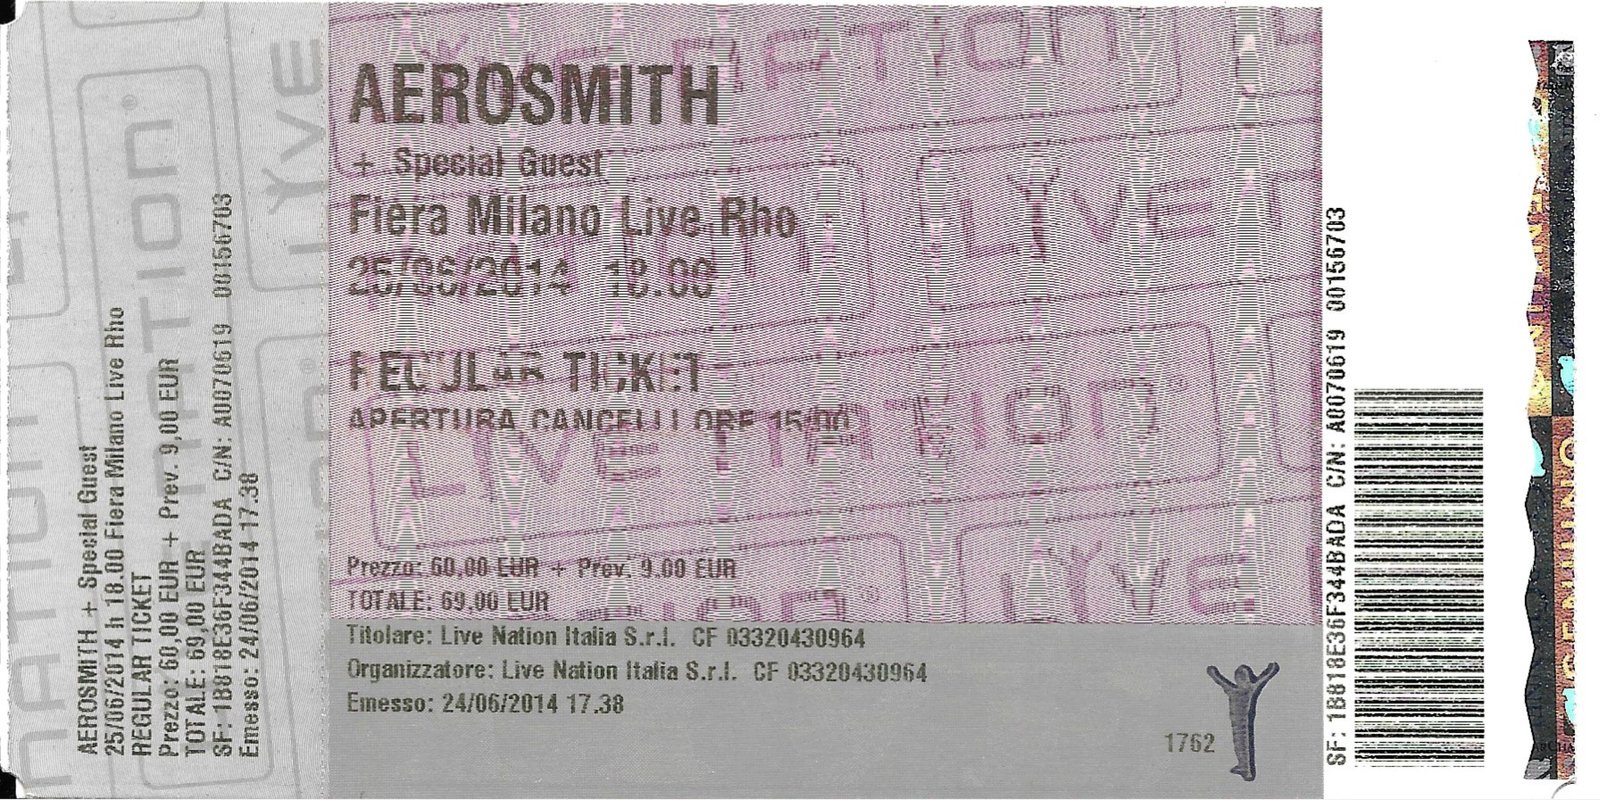 AEROSMITH + Special Guest
25/06/2014 h 18.00 Fiera Milano Live Rho
REGULAR TICKET
Prezzo: 60,00 EUR + Prev. 9,00 EUR
TOTALE: 69,00 EUR
SF: 1B818E36F344BADA C/N: A0070619 00156703
Emesso: 24/06/2014 17.38
AEROSMITH
+ Special Guest
Fiera Milano Live Rho
25/06/2014 18.00
REGULAR TICKET
APERTURA CANCELLI ORE 15:00
Prezzo: 60,00 EUR + Prev. 9.00 EUR
TOTALE: 69.00 EUR
Titolare: Live Nation Italia S.r.l. CF 03320430964
Organizzatore: Live Nation Italia S.r.l. CF 03320430964
Emesso: 24/06/2014 17.38
1762
SF: 1B818E36F344BADA C/N: A0070619 00156703
LIVE NATION